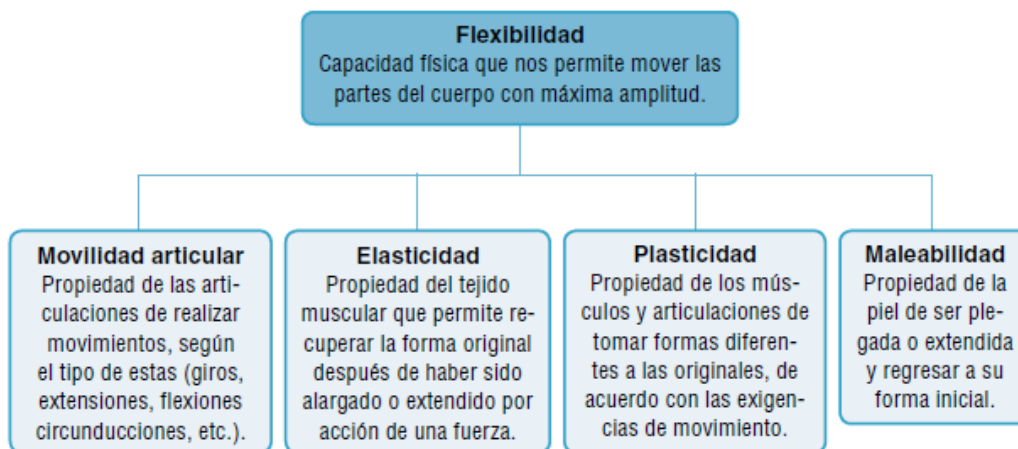 Flexibilidad
Capacidad física que nos permite mover las
partes del cuerpo con máxima amplitud.
Movilidad articular
Propiedad de las arti-
culaciones de realizar
movimientos, según
el tipo de estas (giros,
extensiones, flexiones
circunducciones, etc.).
Elasticidad
Propiedad del tejido
muscular que permite re-
cuperar la forma original
después de haber sido
alargado o extendido por
acción de una fuerza.
Plasticidad
Propiedad de los mús-
culos y articulaciones de
tomar formas diferen-
tes a las originales, de
acuerdo con las exigen-
cias de movimiento.
Maleabilidad
Propiedad de la
piel de ser ple-
gada o extendida
y regresar a su
forma inicial.